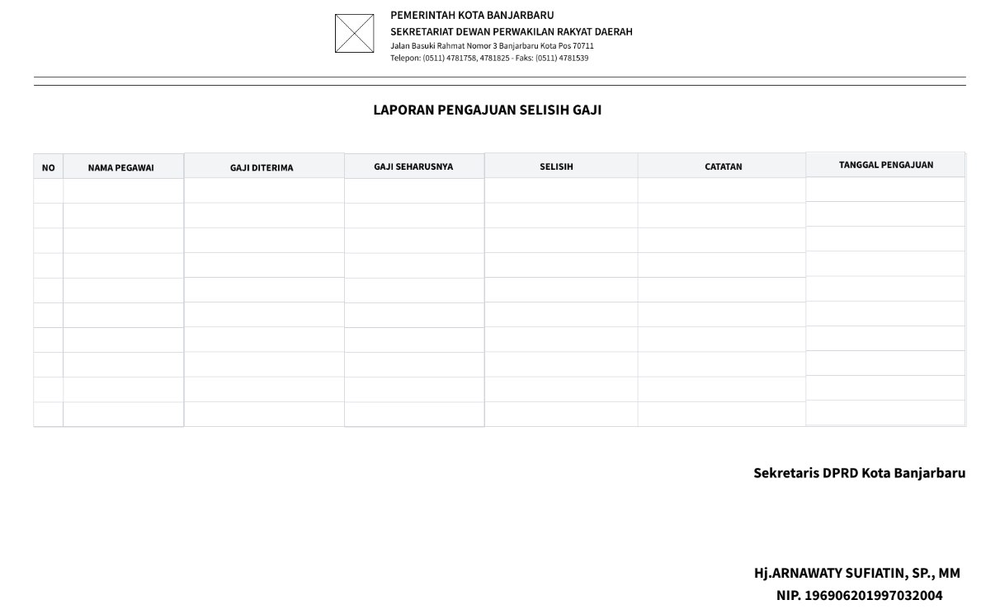 PEMERINTAH KOTA BANJARBARU
SEKRETARIAT DEWAN PERWAKILAN RAKYAT DAERAH
Jalan Basuki Rahmat Nomor 3 Banjarbaru Kota Pos 70711
Telepon: (0511) 4781758, 4781825 - Faks: (0511) 4781539
LAPORAN PENGAJUAN SELISIH GAJI
NO NAMA PEGAWAI GAJI DITERIMA GAJI SEHARUSNYA SELISIH CATATAN TANGGAL PENGAJUAN
Sekretaris DPRD Kota Banjarbaru
Hj.ARNAWATY SUFIATIN, SP., MM
NIP. 196906201997032004